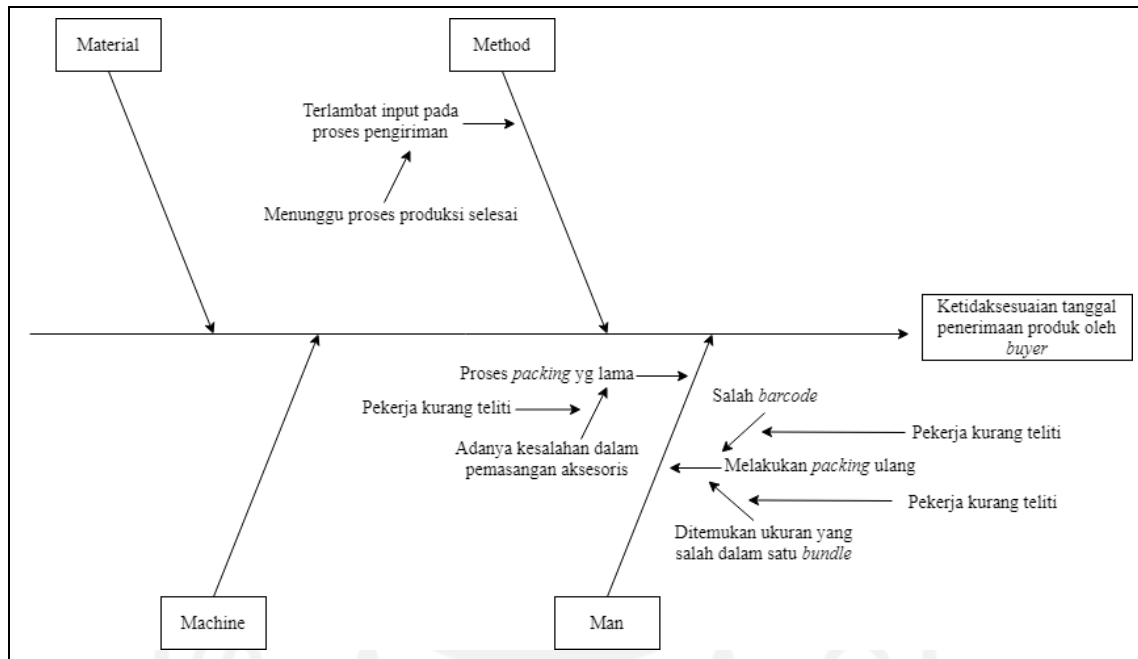 Material
Method
Terlambat input pada
proses pengiriman
Menunggu proses produksi selesai
Ketidaksesuaian tanggal
penerimaan produk oleh
buyer
Proses packing yg lama
Pekerja kurang teliti
Adanya kesalahan dalam
pemasangan aksesoris
Salah barcode
Pekerja kurang teliti
Melakukan packing ulang
Pekerja kurang teliti
Ditemukan ukuran yang
salah dalam satu bundle
Machine
Man